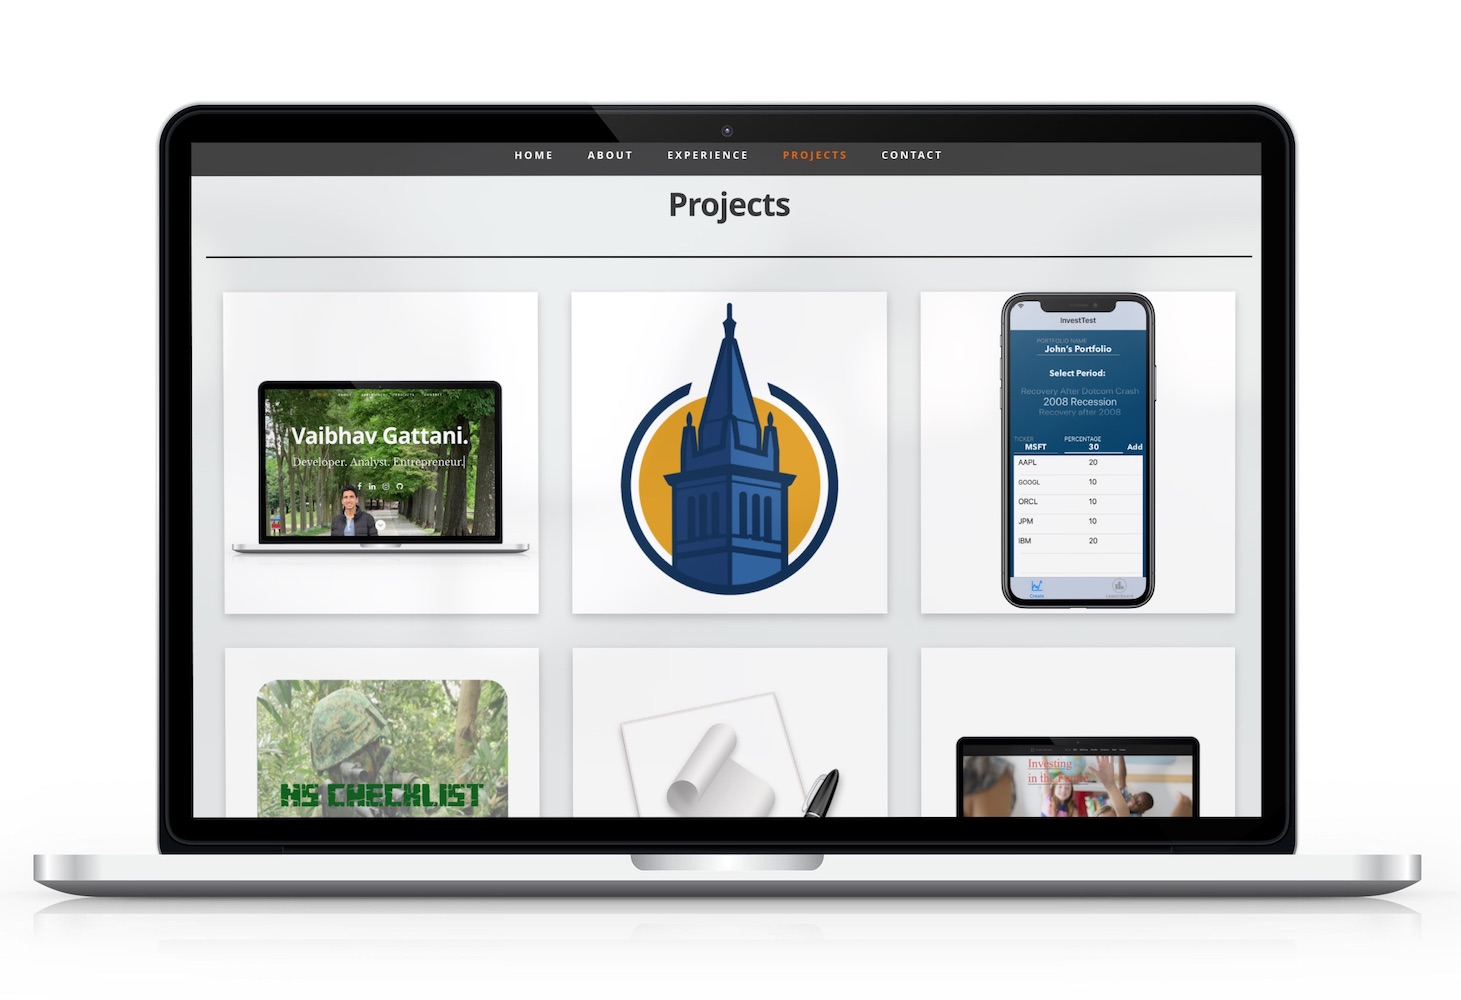 HOME ABOUT EXPERIENCE PROJECTS CONTACT
Projects
Vaibhav Gattani.
Developer. Analyst. Entrepreneur.
InvestTest
PORTFOLIO NAME
John's Portfolio
Select Period:
Recovery After Dotcom Crash
2008 Recession
Recovery after 2008
TICKER PERCENTAGE
MSFT 30 Add
AAPL 20
GOOGL 10
ORCL 10
JPM 10
IBM 20
Create
NS CHECKLIST
Investing
in the